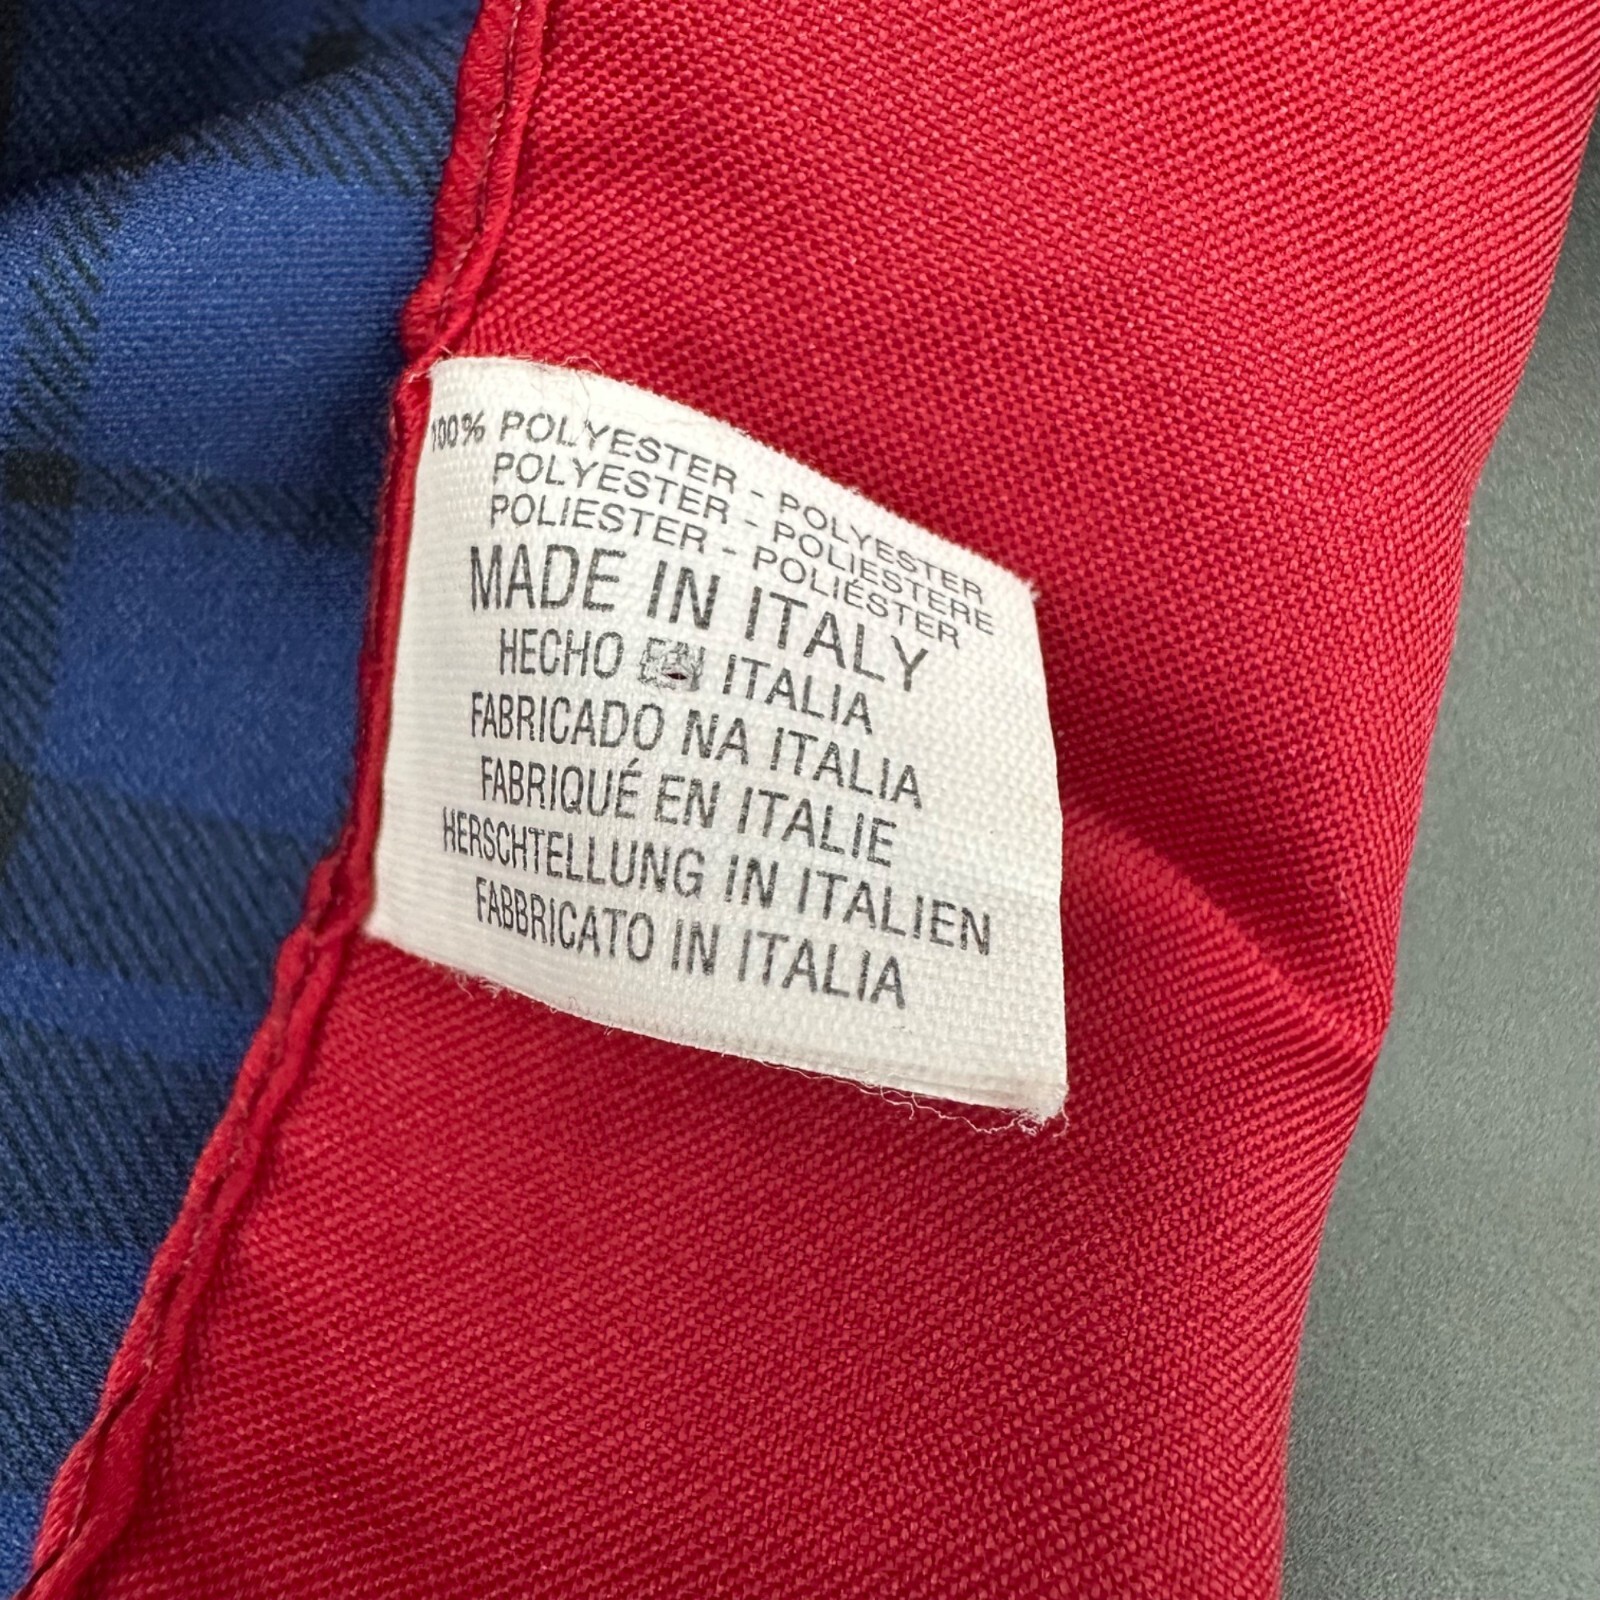 100% POLYESTER - POLYESTER
POLYESTER - POLIESTERE
POLIESTER - POLIÉSTER
MADE IN ITALY
HECHO ITALIA
FABRICADO NA ITALIA
FABRIQUÉ EN ITALIE
HERSCHTELLUNG IN ITALIEN
FABBRICATO IN ITALIA